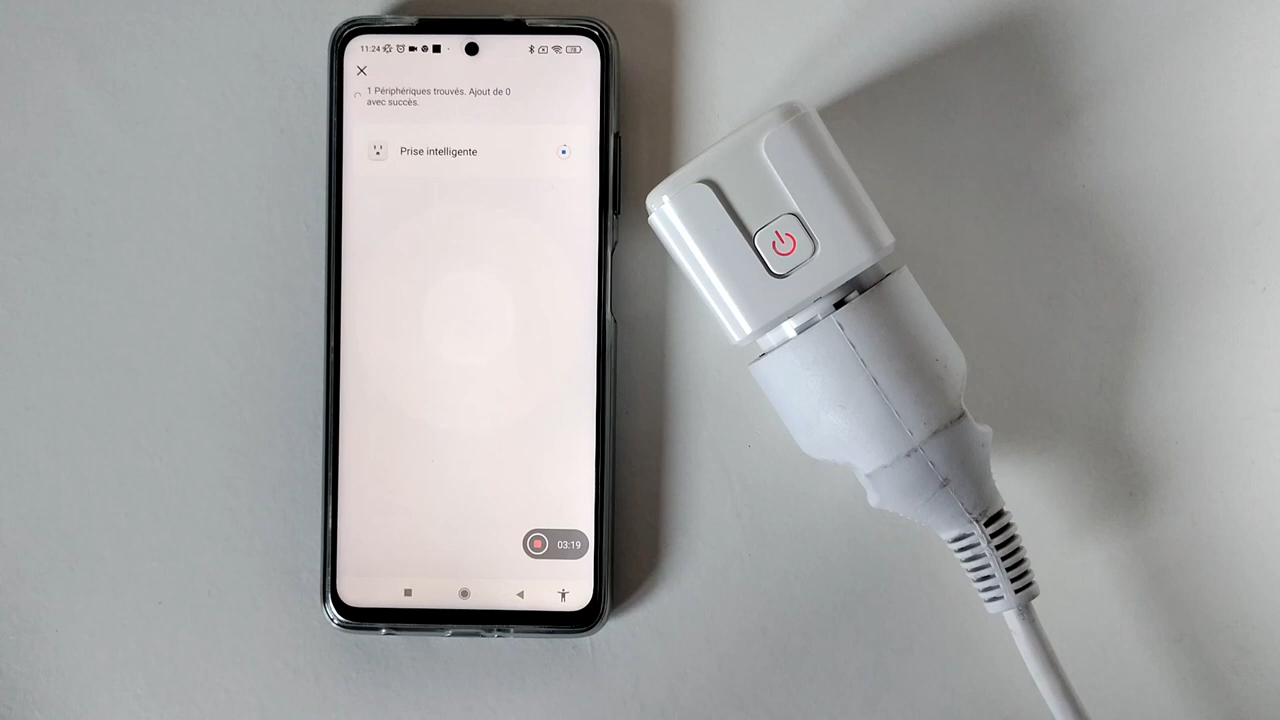 11:24
1 Périphériques trouvés. Ajout de 0
avec succès.
Prise intelligente
03:19